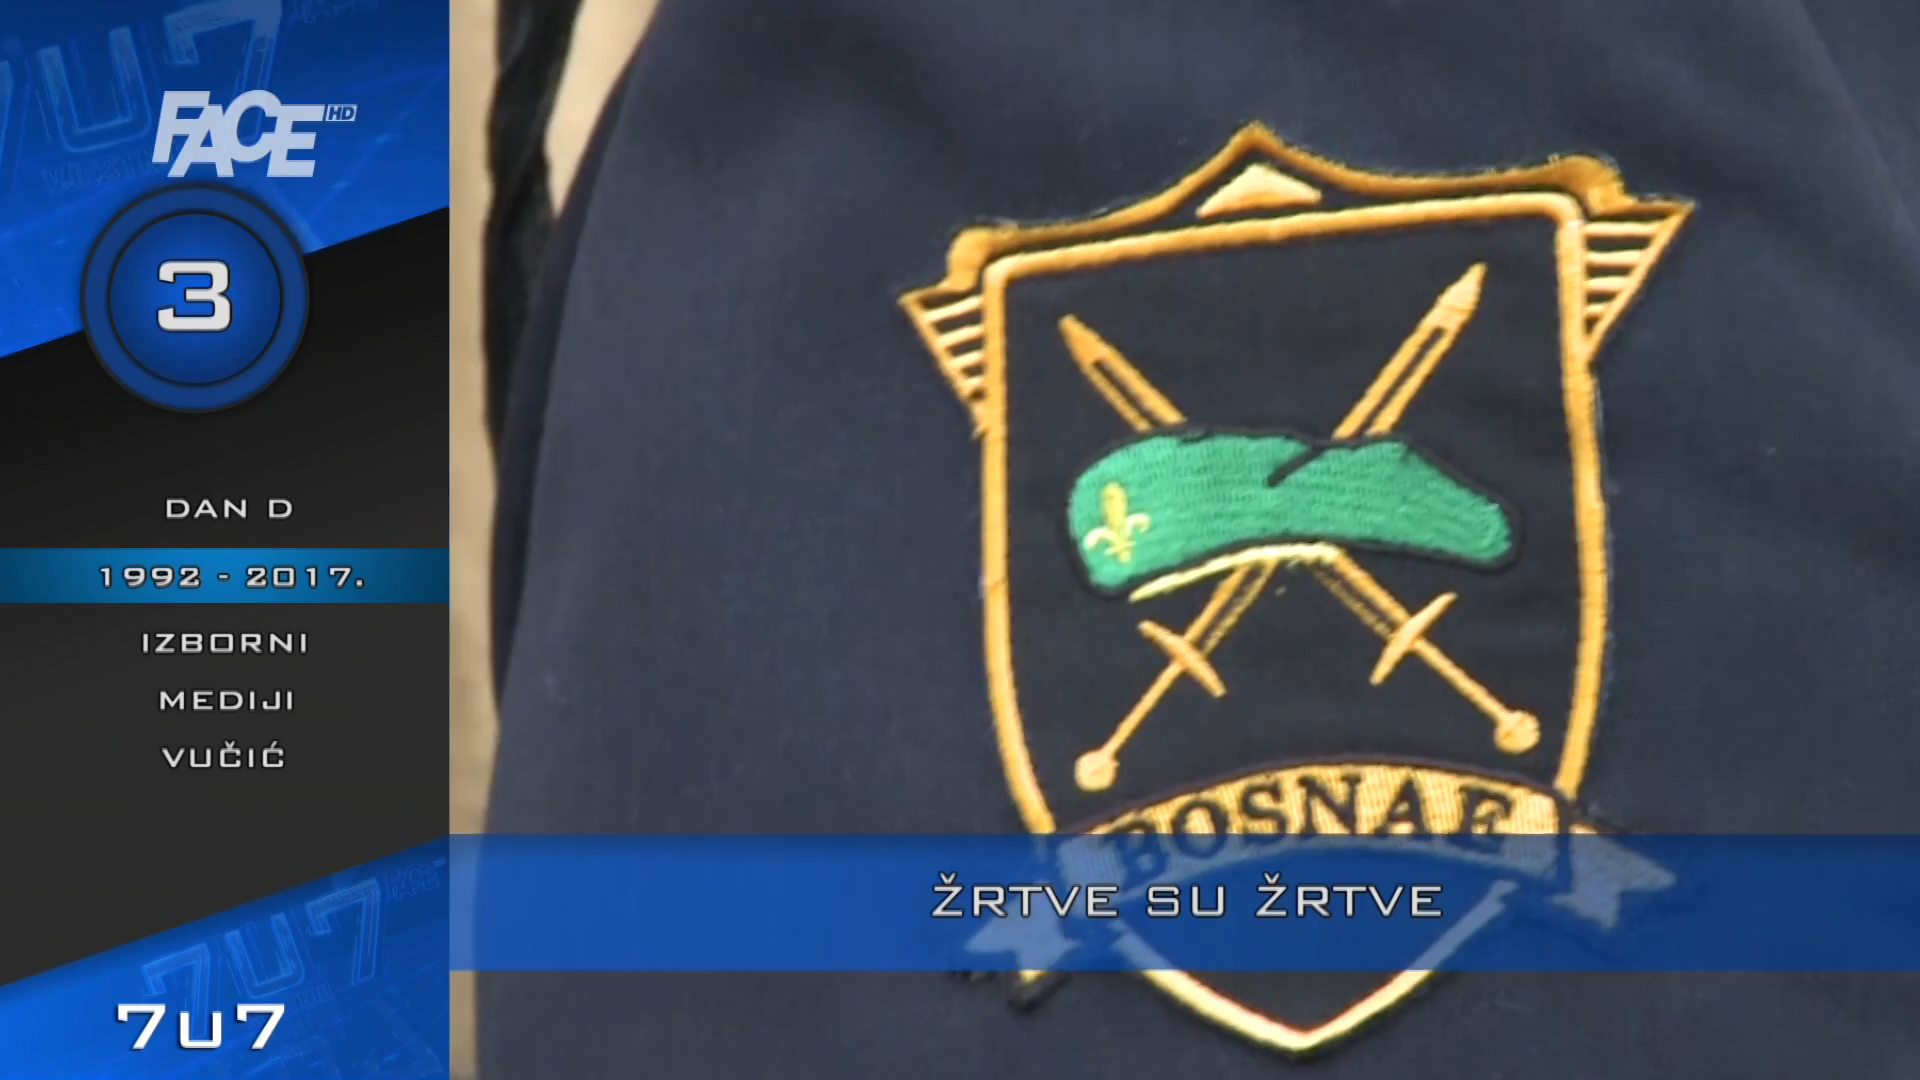 FACE HD
3
DAN D
1992 - 2017.
IZBORNI
MEDIJI
VUČIĆ
7u7
BOSNAE
ŽRTVE SU ŽRTVE